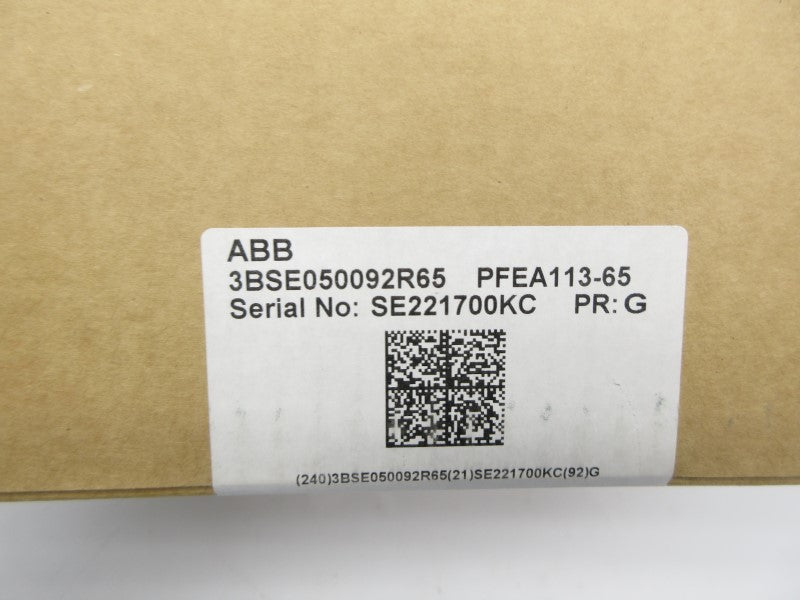 ABB
3BSE050092R65 PFEA113-65
Serial No: SE221700KC PR: G
(240)3BSE050092R65(21)SE221700KC(92)G